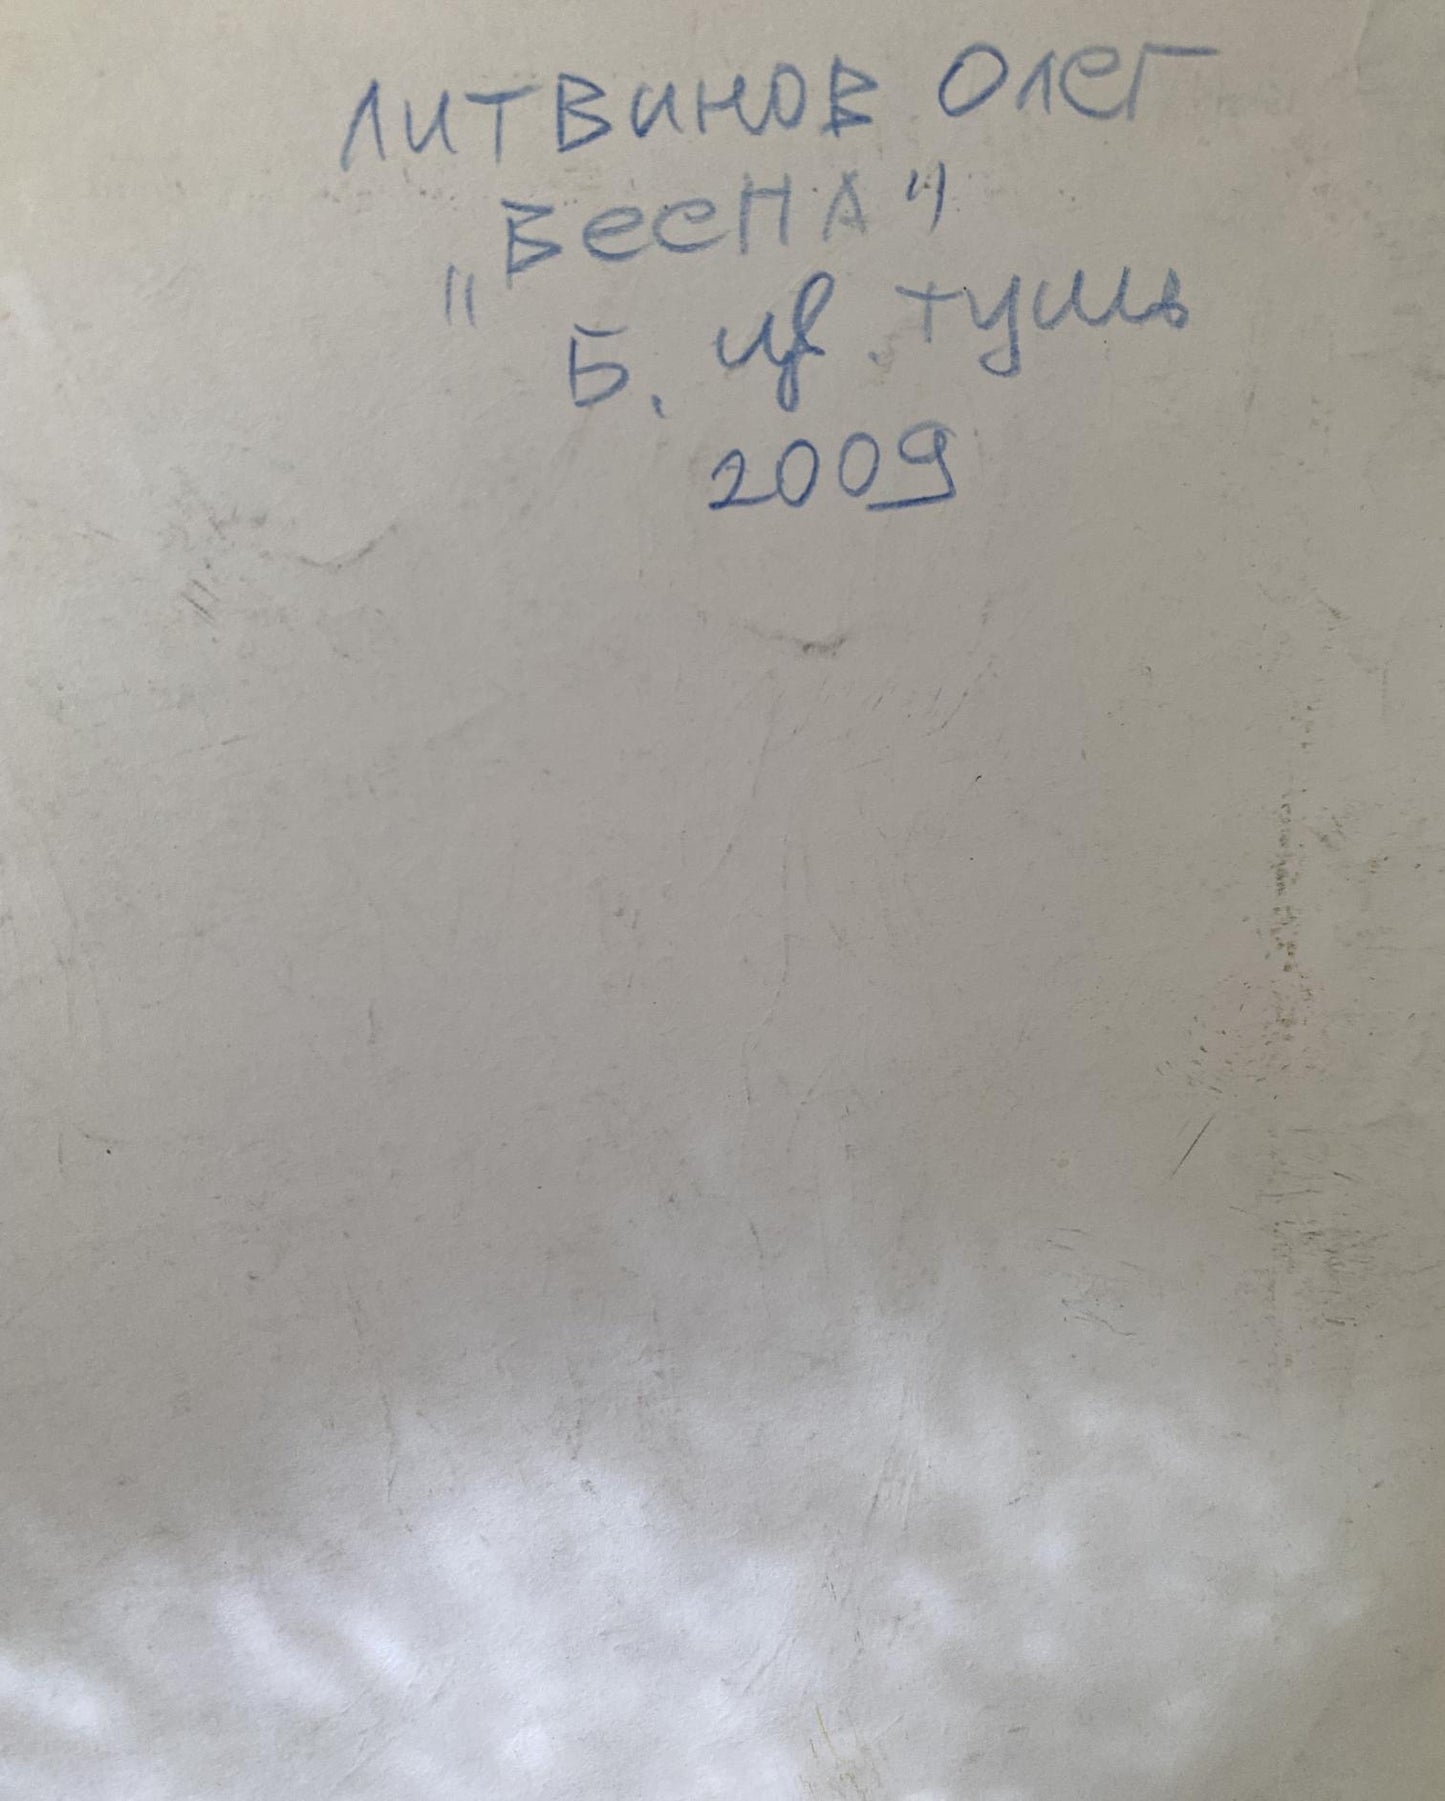 Литвинов Олег
„Весна"
Б. цв. тушь
2009